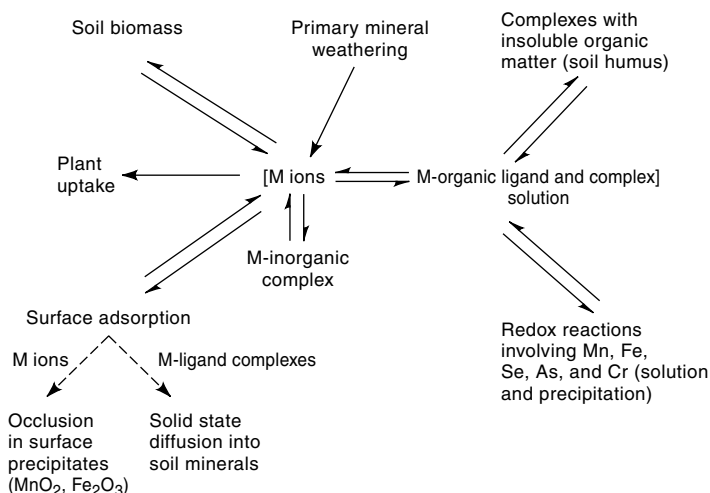 Soil biomass
Primary mineral
weathering
Complexes with
insoluble organic
matter (soil humus)
Plant
uptake
[M ions
M-organic ligand and complex]
solution
M-inorganic
complex
Surface adsorption
M ions
M-ligand complexes
Redox reactions
involving Mn, Fe,
Se, As, and Cr (solution
and precipitation)
Occlusion
in surface
precipitates
(MnO₂, Fe₂O₃)
Solid state
diffusion into
soil minerals